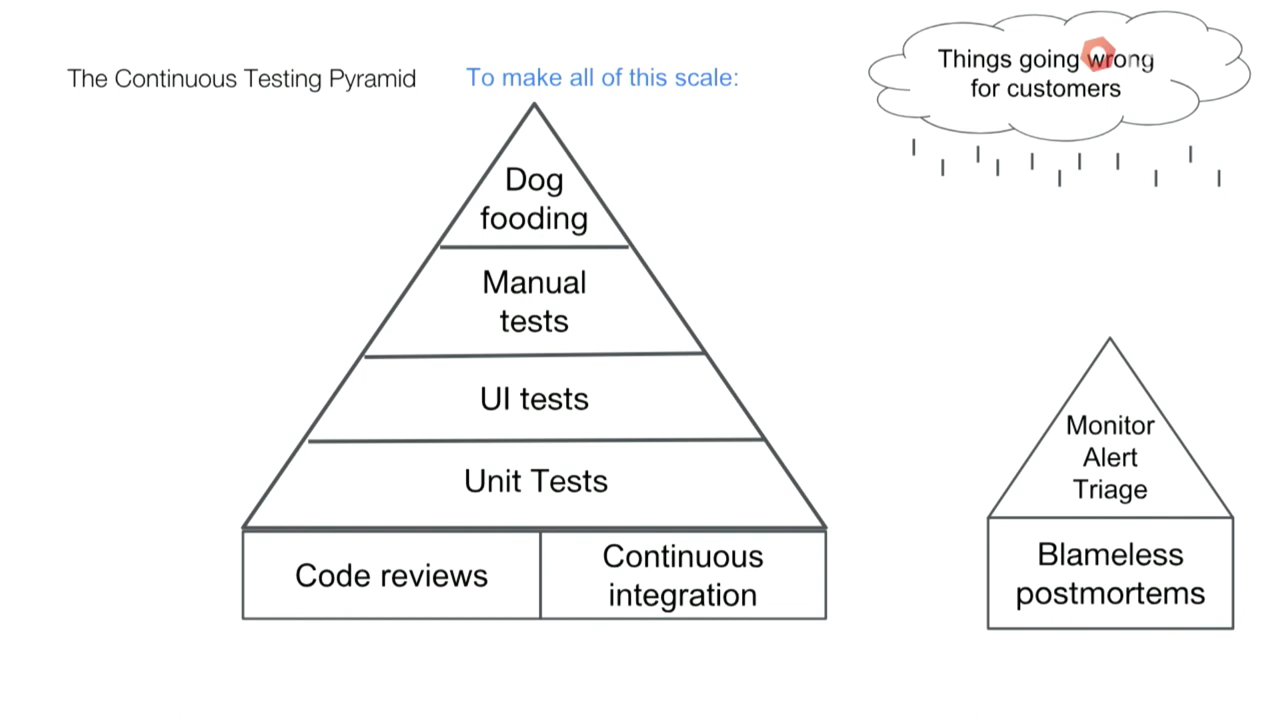 The Continuous Testing Pyramid
To make all of this scale:
Things going wrong
for customers
Dog
fooding
Manual
tests
UI tests
Unit Tests
Code reviews
Continuous
integration
Monitor
Alert
Triage
Blameless
postmortems